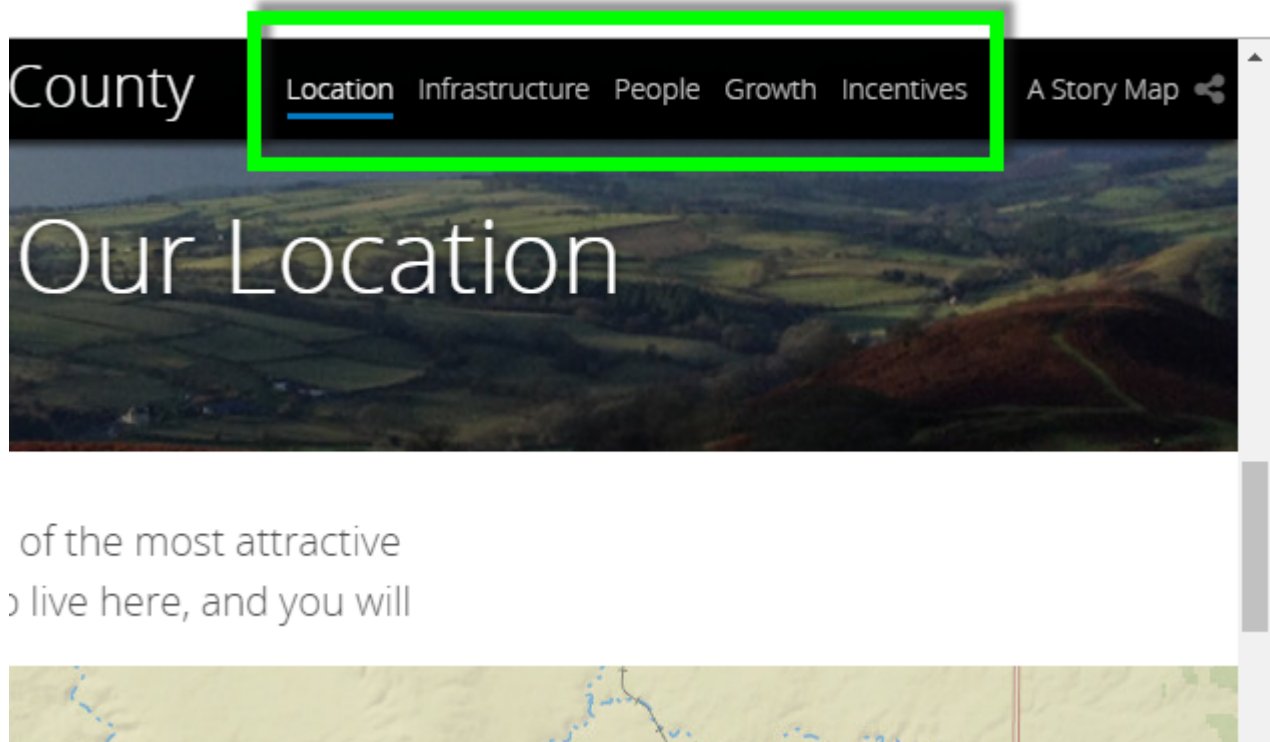 County Location Infrastructure People Growth Incentives A Story Map
Our Location
of the most attractive
live here, and you will